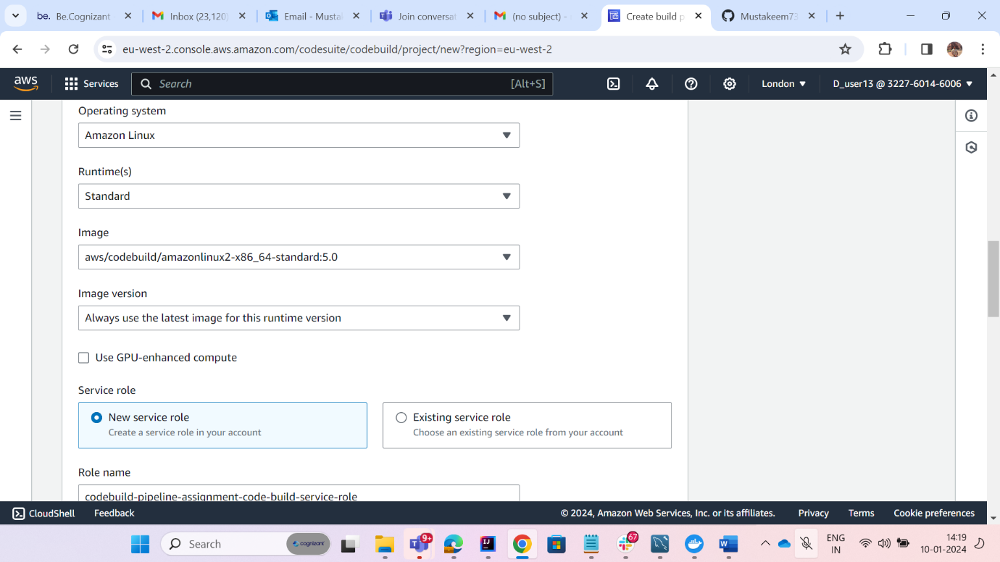 be. Be.Cognizant
Inbox (23,120)
Email - Musta
Join conversat
(no subject) -
Create build p
Mustakeem73
eu-west-2.console.aws.amazon.com/codesuite/codebuild/project/new?region=eu-west-2
aws
Services
Search
[Alt+S]
London
D_user13 @ 3227-6014-6006
Operating system
Amazon Linux
Runtime(s)
Standard
Image
aws/codebuild/amazonlinux2-x86_64-standard:5.0
Image version
Always use the latest image for this runtime version
Use GPU-enhanced compute
Service role
New service role
Create a service role in your account
Existing service role
Choose an existing service role from your account
Role name
codebuild-pipeline-assignment-code-build-service-role
CloudShell
Feedback
© 2024, Amazon Web Services, Inc. or its affiliates.
Privacy
Terms
Cookie preferences
Search
cognizant
9+
67
ENG
IN
14:19
10-01-2024